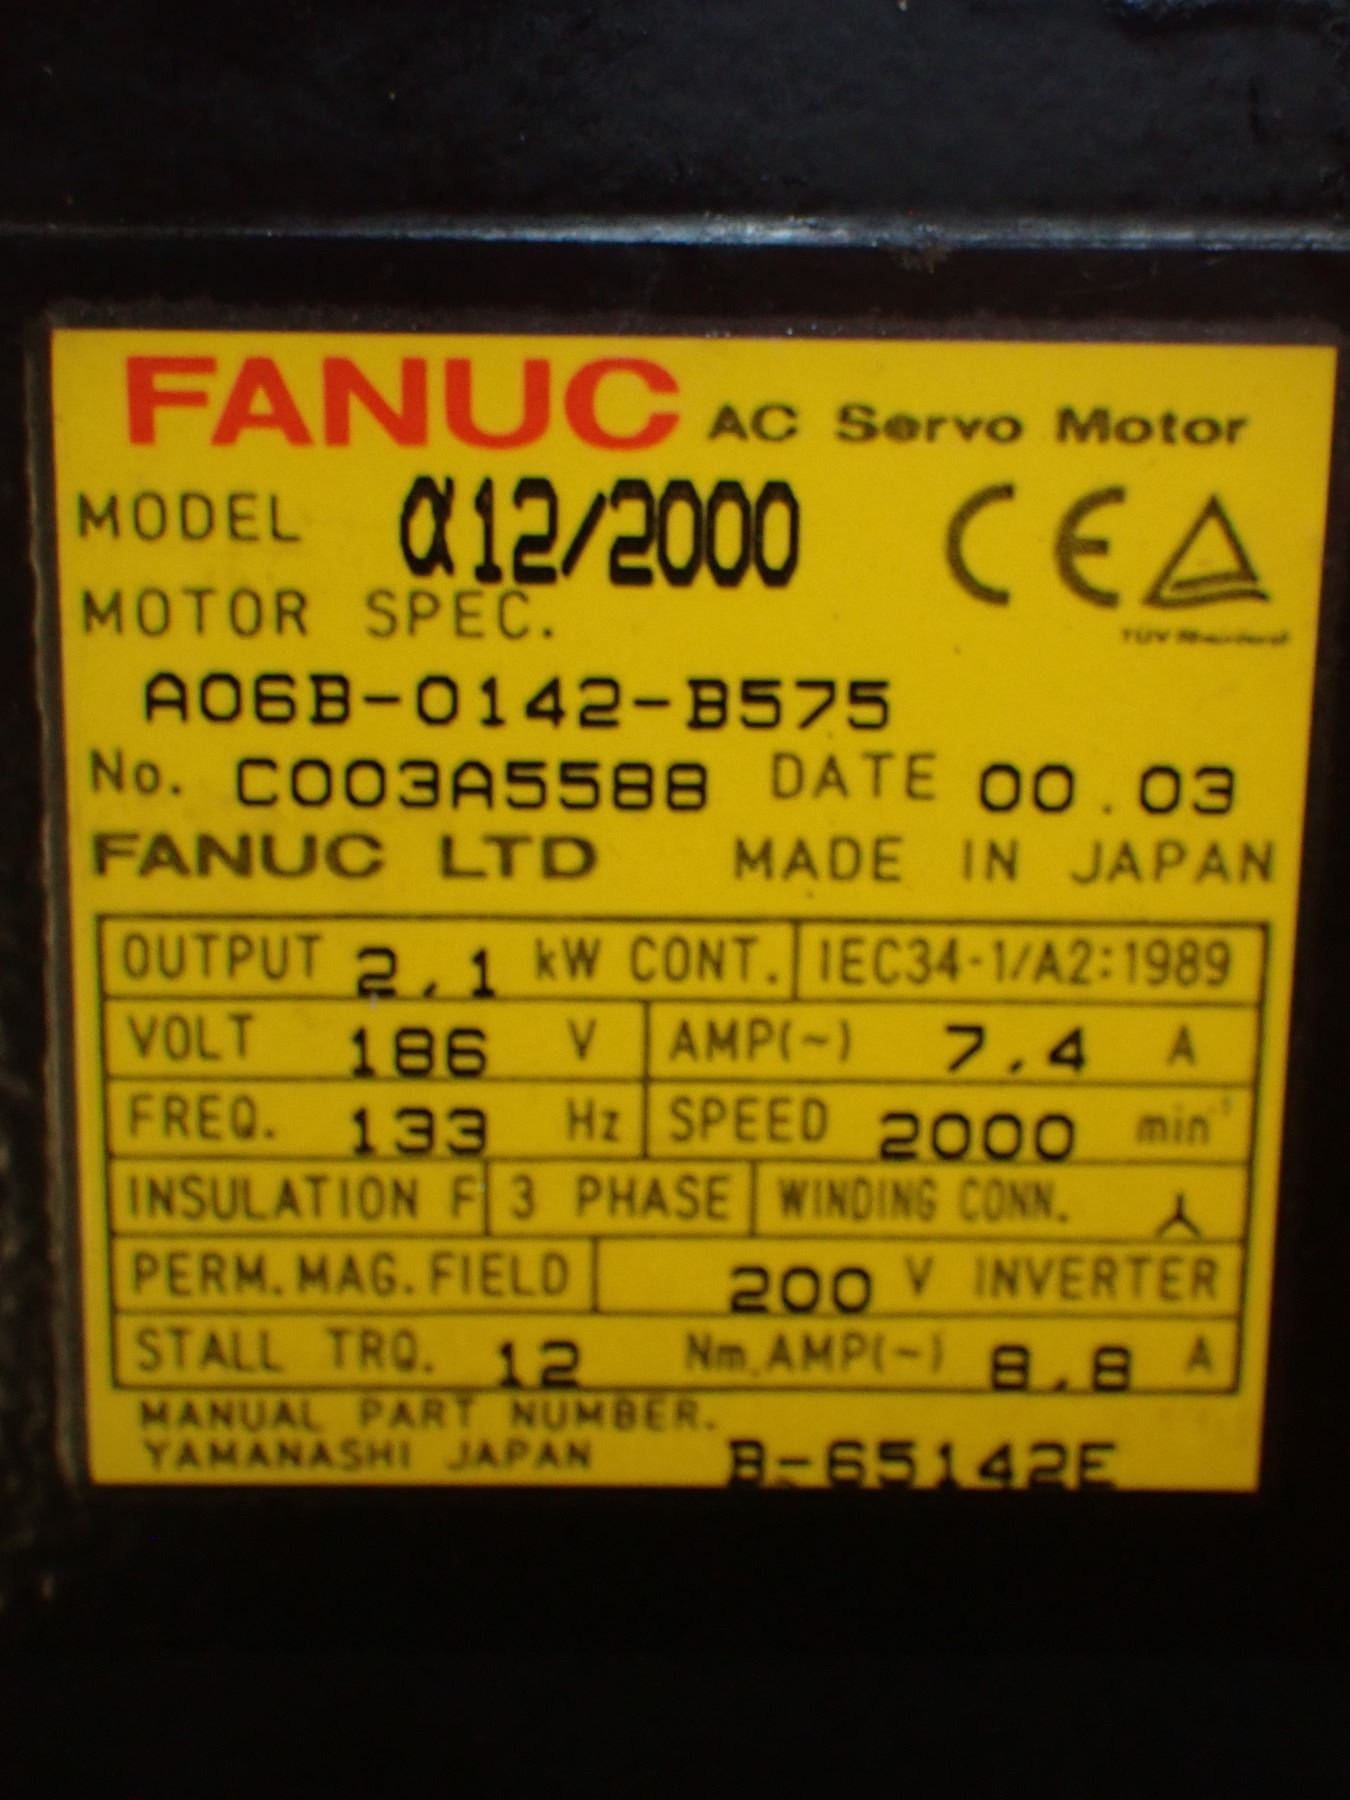 FANUC AC Servo Motor
MODEL α12/2000 CE
MOTOR SPEC.
TÜV Rheinland
A06B-0142-B575
No. C003A5588 DATE 00.03
FANUC LTD MADE IN JAPAN
OUTPUT 2.1 kW CONT. IEC34-1/A2:1989
VOLT 186 V AMP(~) 7.4 A
FREQ. 133 Hz SPEED 2000 min⁻¹
INSULATION F 3 PHASE WINDING CONN.
PERM.MAG.FIELD 200 V INVERTER
STALL TRQ. 12 Nm.AMP(~) 8.8 A
MANUAL PART NUMBER.
YAMANASHI JAPAN B-65142E